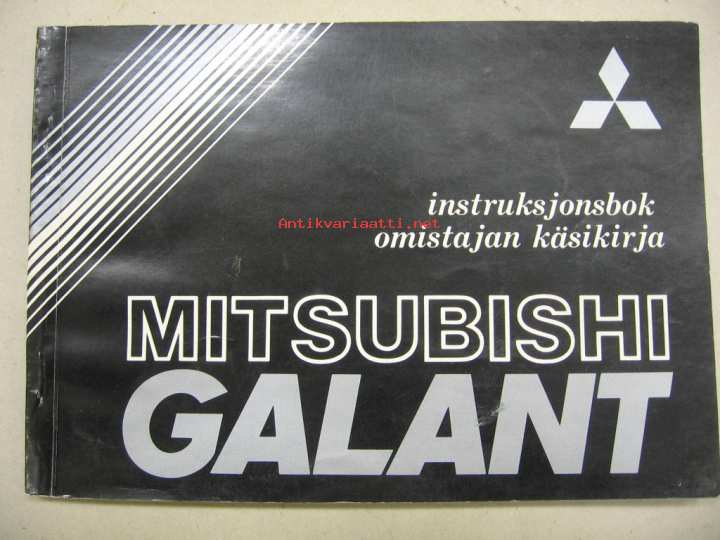 instruksjonsbok
Antikvariaatti.net
omistajan käsikirja
MITSUBISHI
GALANT